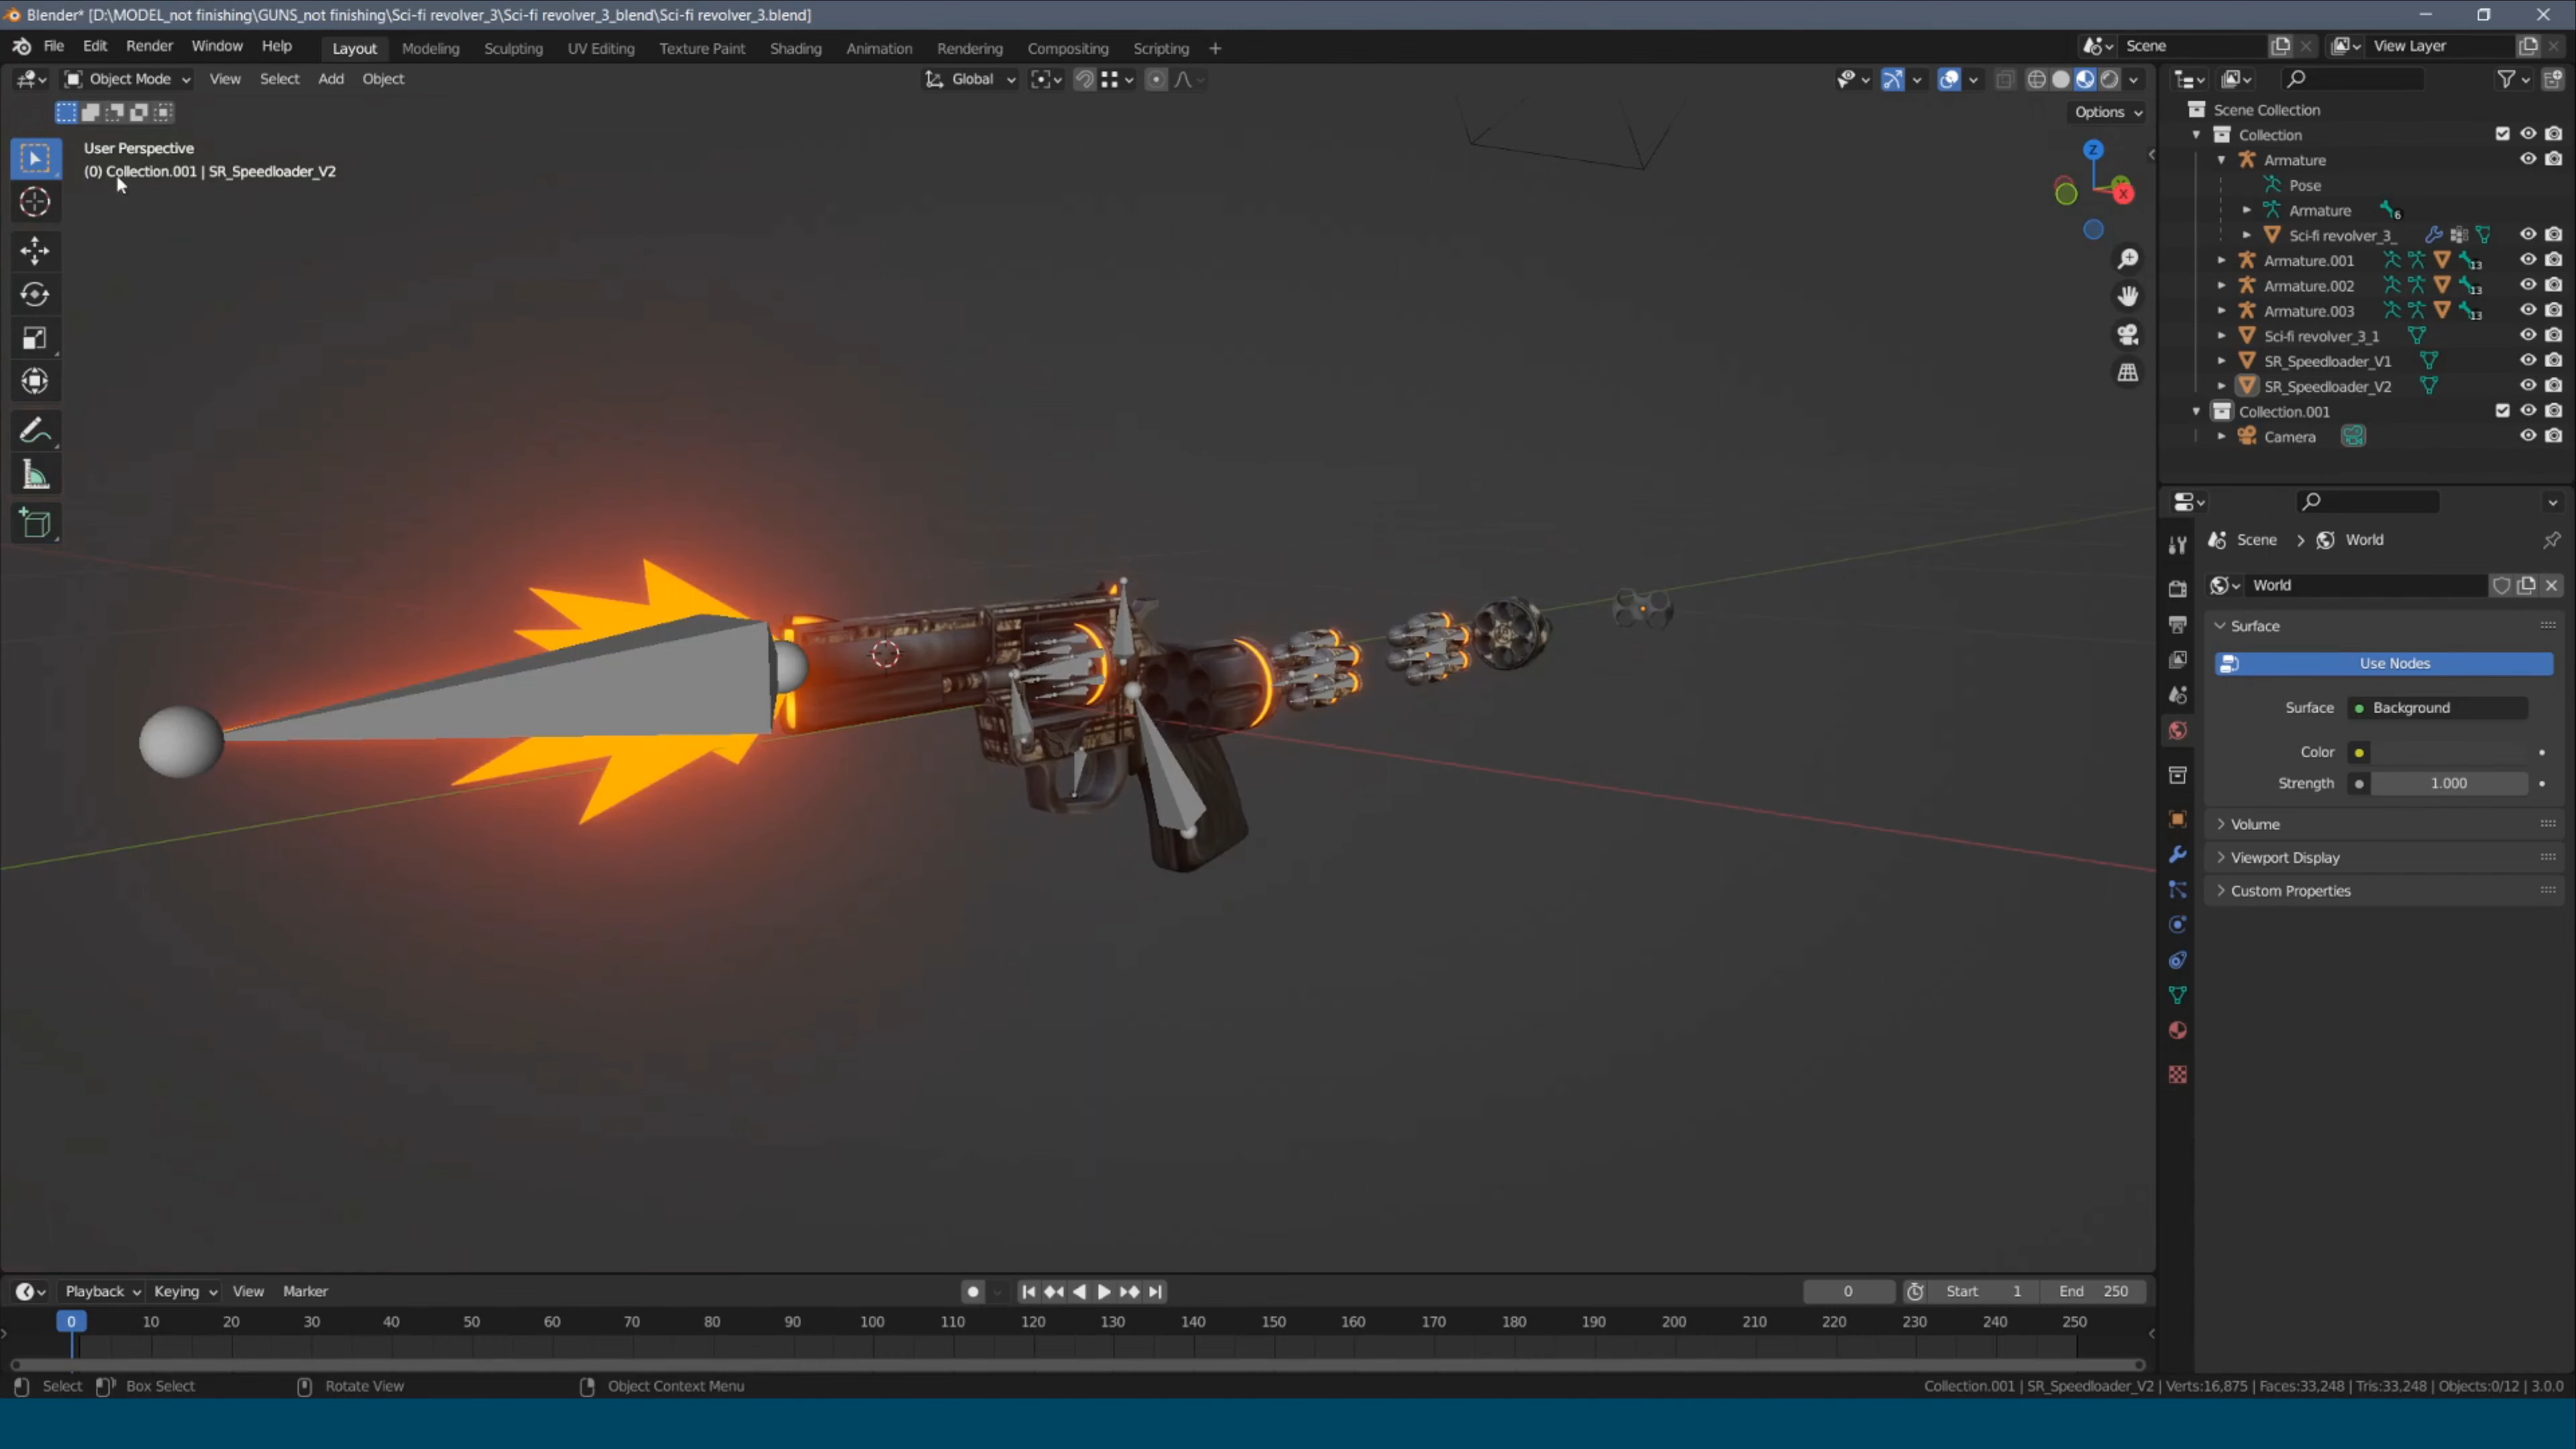 Blender* [D:\MODEL_not finishing\GUNS_not finishing\Sci-fi revolver_3\Sci-fi revolver_3_blend\Sci-fi revolver_3.blend]
File Edit Render Window Help Layout Modeling Sculpting UV Editing Texture Paint Shading Animation Rendering Compositing Scripting + Scene View Layer
Object Mode View Select Add Object Global
Options
User Perspective
(0) Collection.001 | SR_Speedloader_V2
Z
X
Scene Collection
Collection
Armature
Pose
Armature 6
Sci-fi revolver_3_
Armature.001 13
Armature.002 13
Armature.003 13
Sci-fi revolver_3_1
SR_Speedloader_V1
SR_Speedloader_V2
Collection.001
Camera
Scene > World
World
Surface
Use Nodes
Surface Background
Color
Strength 1.000
Volume
Viewport Display
Custom Properties
Playback Keying View Marker 0 Start 1 End 250
0 10 20 30 40 50 60 70 80 90 100 110 120 130 140 150 160 170 180 190 200 210 220 230 240 250
Select Box Select Rotate View Object Context Menu Collection.001 | SR_Speedloader_V2 | Verts:16,875 | Faces:33,248 | Tris:33,248 | Objects:0/12 | 3.0.0